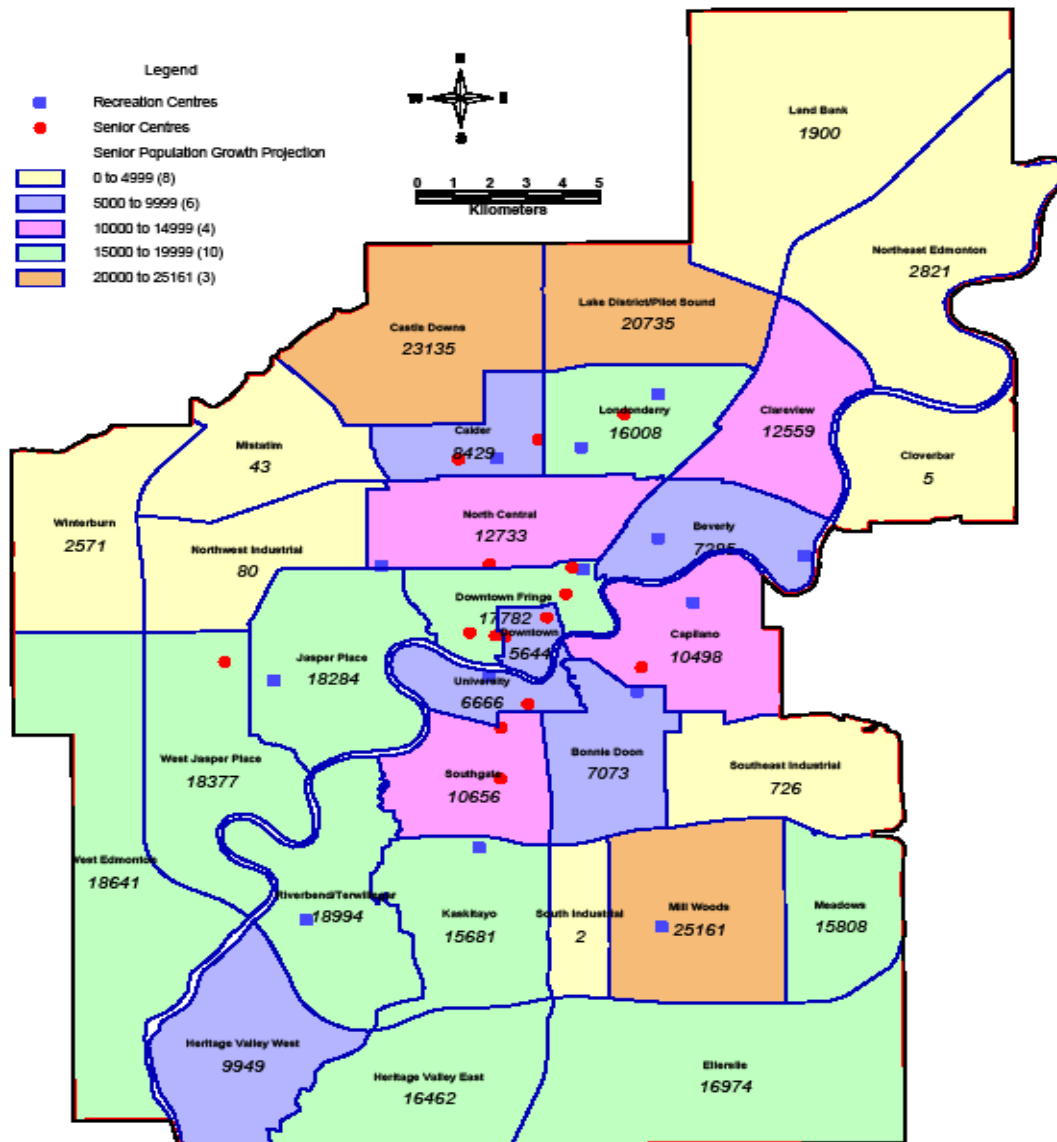 Legend
Recreation Centres
Senior Centres
Senior Population Growth Projection
0 to 4999 (8)
5000 to 9999 (6)
10000 to 14999 (4)
15000 to 19999 (10)
20000 to 25161 (3)
N
W
E
S
0 1 2 3 4 5
Kilometers
Land Bank
1900
Northeast Edmonton
2821
Lake District/Pilot Sound
20735
Castle Downs
23135
Londonderry
16008
Clareview
12559
Calder
8429
Mistatim
43
Cloverbar
5
Winterburn
2571
North Central
12733
Beverly
7295
Northwest Industrial
80
Downtown Fringe
17782
Downtown
5644
Capilano
10498
Jasper Place
18284
University
6666
West Jasper Place
18377
Southgate
10656
Bonnie Doon
7073
Southeast Industrial
726
West Edmonton
18641
Riverbend/Terwillegar
18994
Kaskitayo
15681
South Industrial
2
Mill Woods
25161
Meadows
15808
Heritage Valley West
9949
Heritage Valley East
16462
Ellerslie
16974